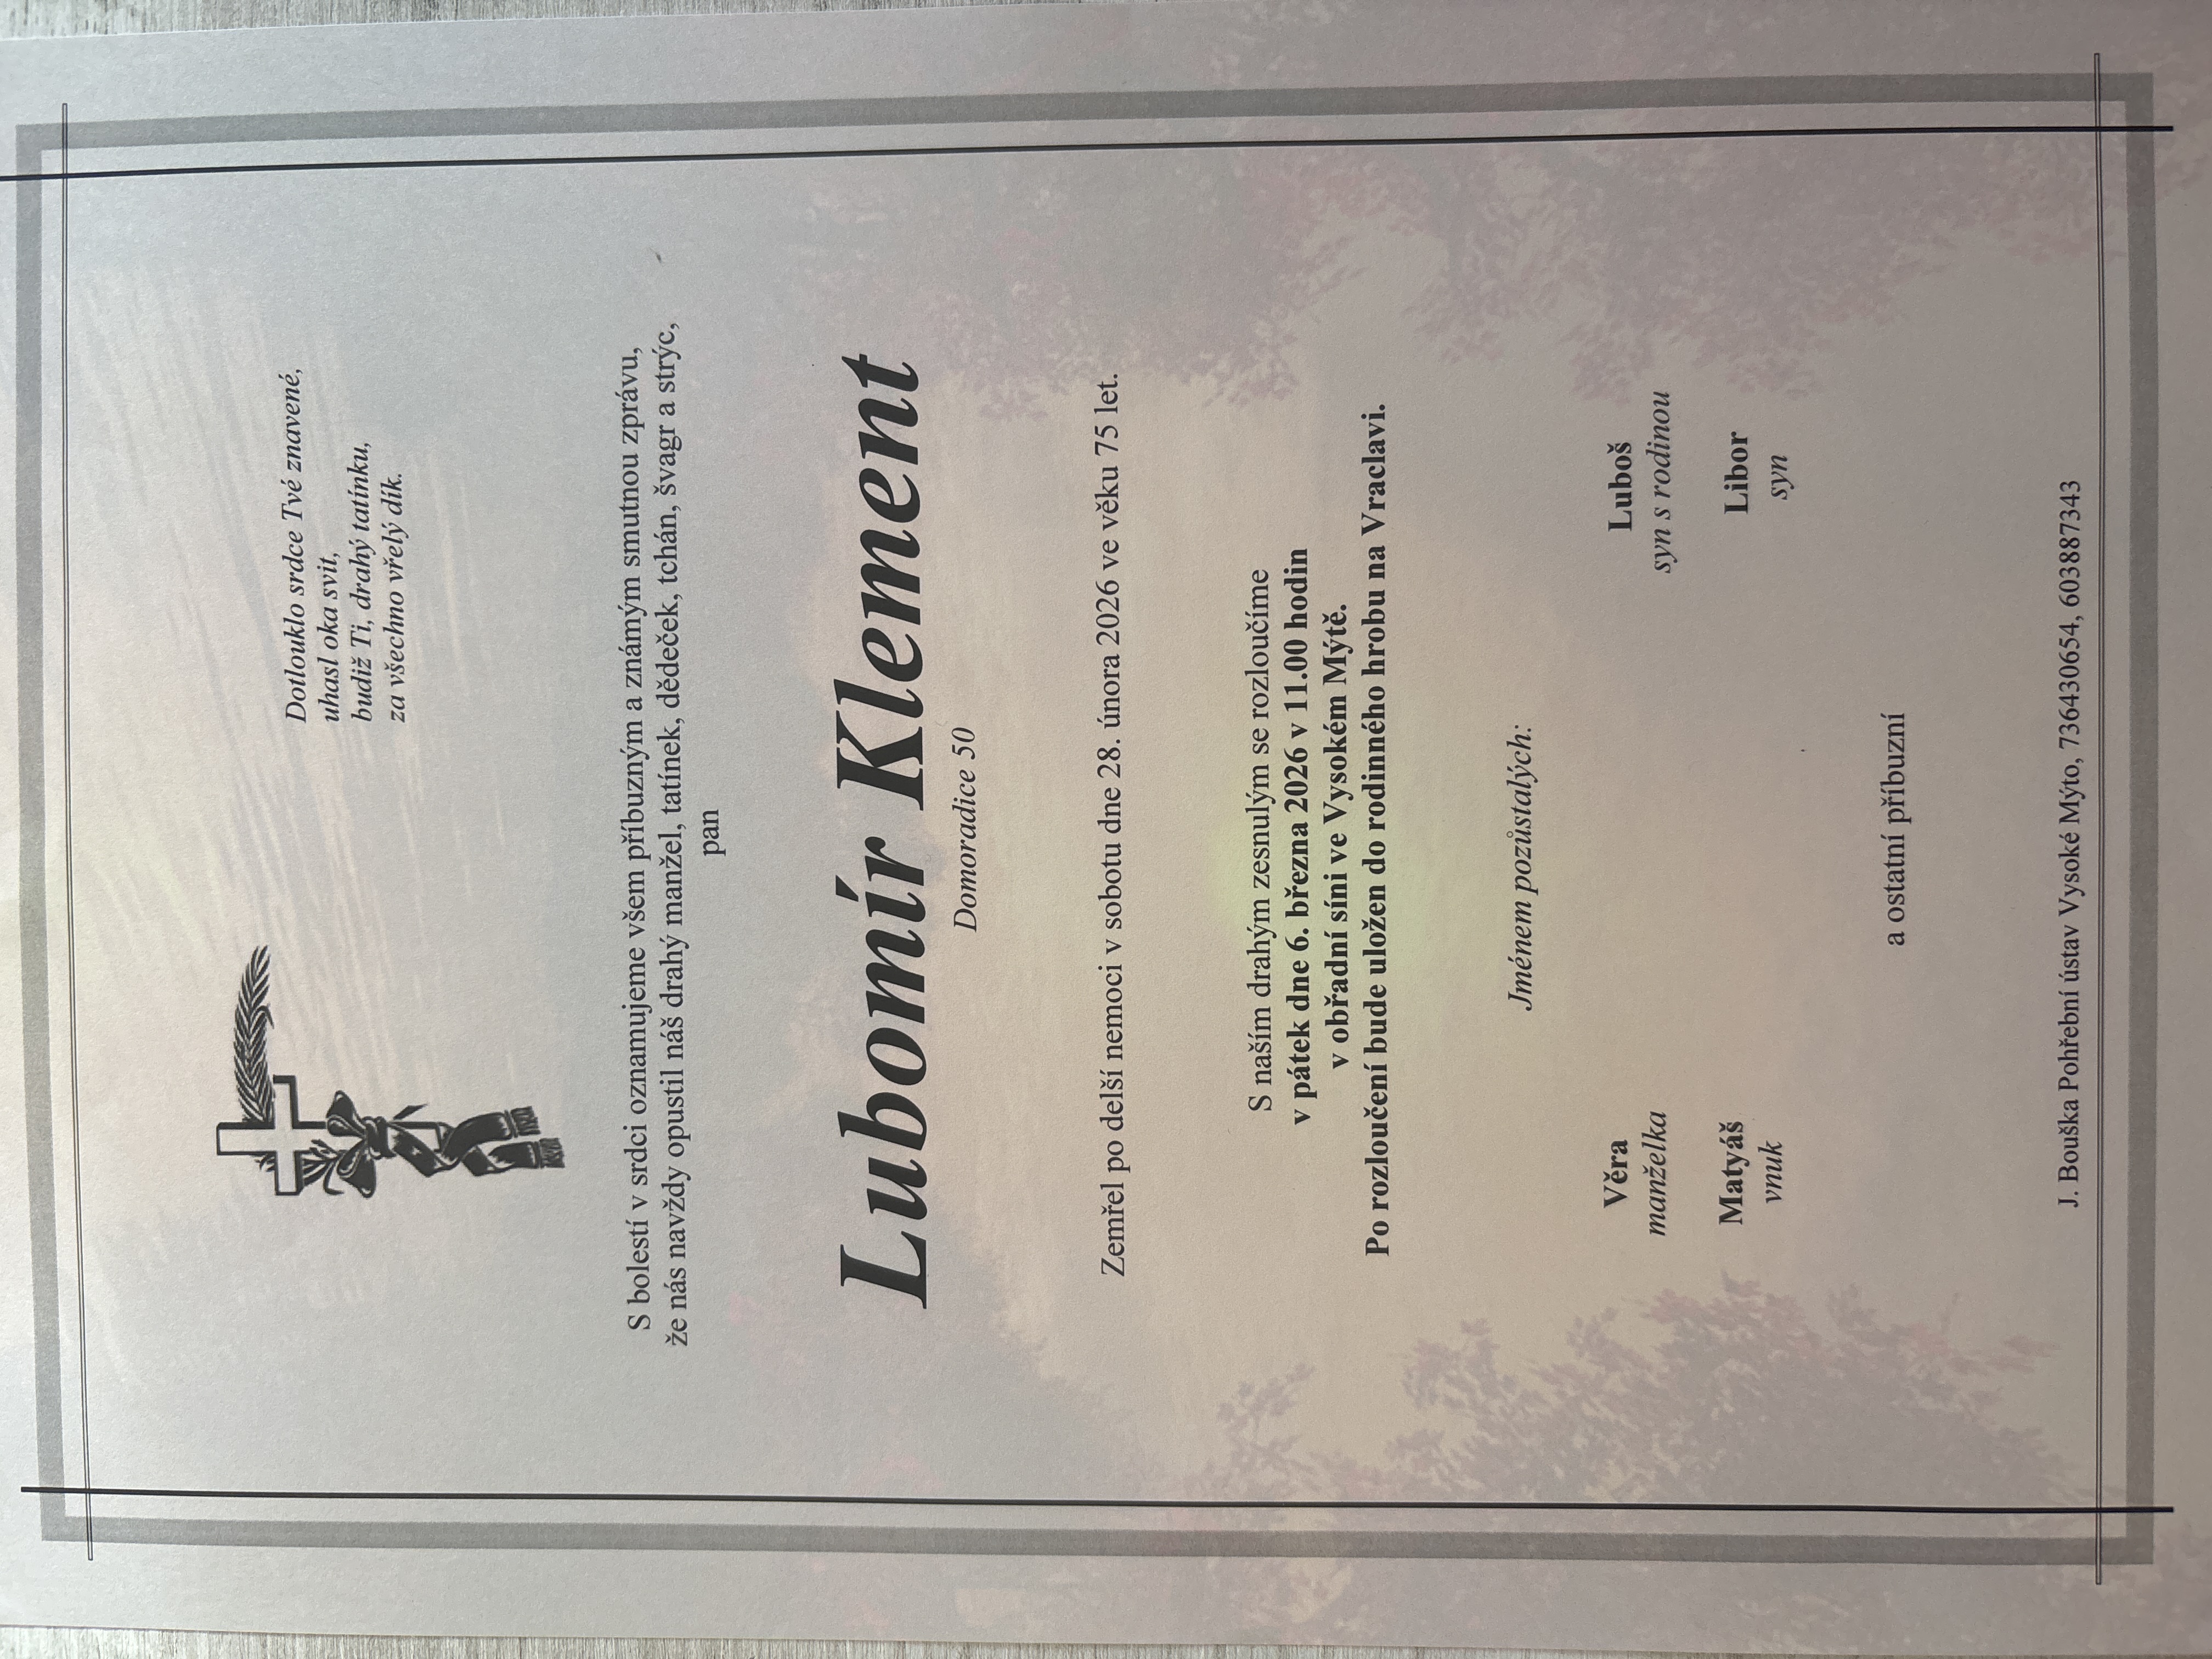 Dotlouklo srdce Tvé znavené,
uhasl oka svit,
budiž Ti, drahý tatínku,
za všechno vřelý dík.
S bolestí v srdci oznamujeme všem příbuzným a známým smutnou zprávu,
že nás navždy opustil náš drahý manžel, tatínek, dědeček, tchán, švagr a strýc,
pan
Lubomír Klement
Domoradice 50
Zemřel po delší nemoci v sobotu dne 28. února 2026 ve věku 75 let.
S naším drahým zesnulým se rozloučíme
v pátek dne 6. března 2026 v 11.00 hodin
v obřadní síni ve Vysokém Mýtě.
Po rozloučení bude uložen do rodinného hrobu na Vraclavi.
Jménem pozůstalých:
Věra
manželka
Luboš
syn s rodinou
Matyáš
vnuk
Libor
syn
a ostatní příbuzní
J. Bouška Pohřební ústav Vysoké Mýto, 736430654, 603887343